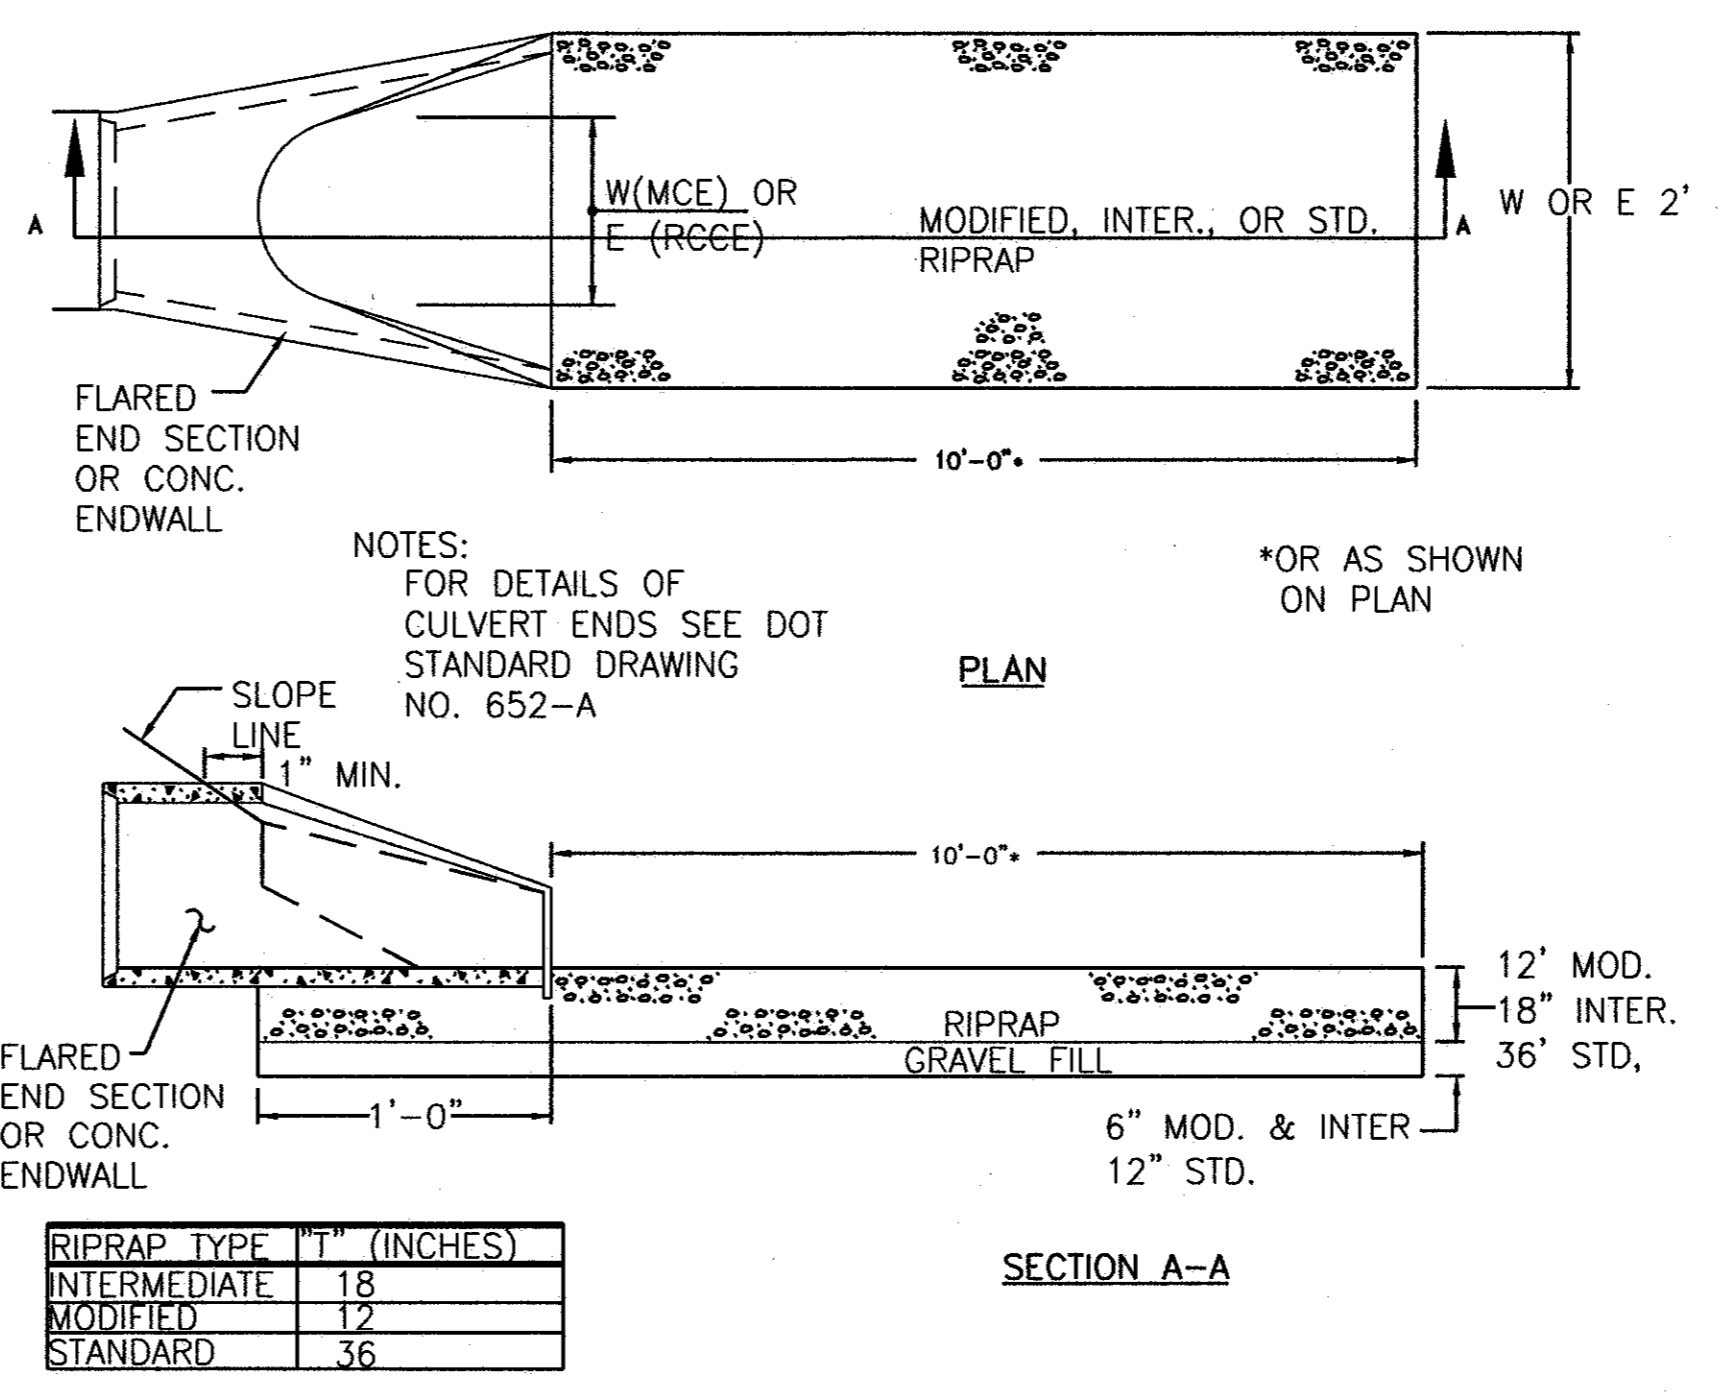 A
W(MCE) OR
E (RCCE)
MODIFIED, INTER., OR STD.
RIPRAP
A
W OR E 2'
FLARED
END SECTION
OR CONC.
ENDWALL
10'-0"*
NOTES:
FOR DETAILS OF
CULVERT ENDS SEE DOT
STANDARD DRAWING
NO. 652-A
*OR AS SHOWN
ON PLAN
PLAN
SLOPE
LINE
1" MIN.
10'-0"*
12' MOD.
18" INTER.
36' STD,
RIPRAP
GRAVEL FILL
FLARED
END SECTION
OR CONC.
ENDWALL
1'-0"
6" MOD. & INTER
12" STD.
RIPRAP TYPE "T" (INCHES)
INTERMEDIATE 18
MODIFIED 12
STANDARD 36
SECTION A-A